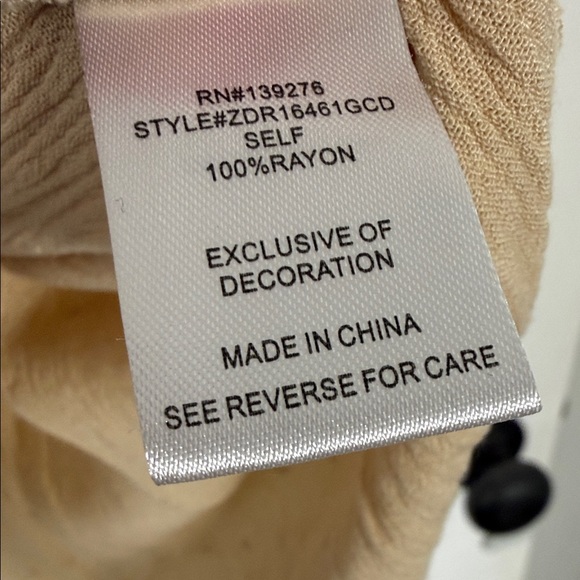 RN#139276
STYLE#ZDR16461GCD
SELF
100%RAYON
EXCLUSIVE OF
DECORATION
MADE IN CHINA
SEE REVERSE FOR CARE